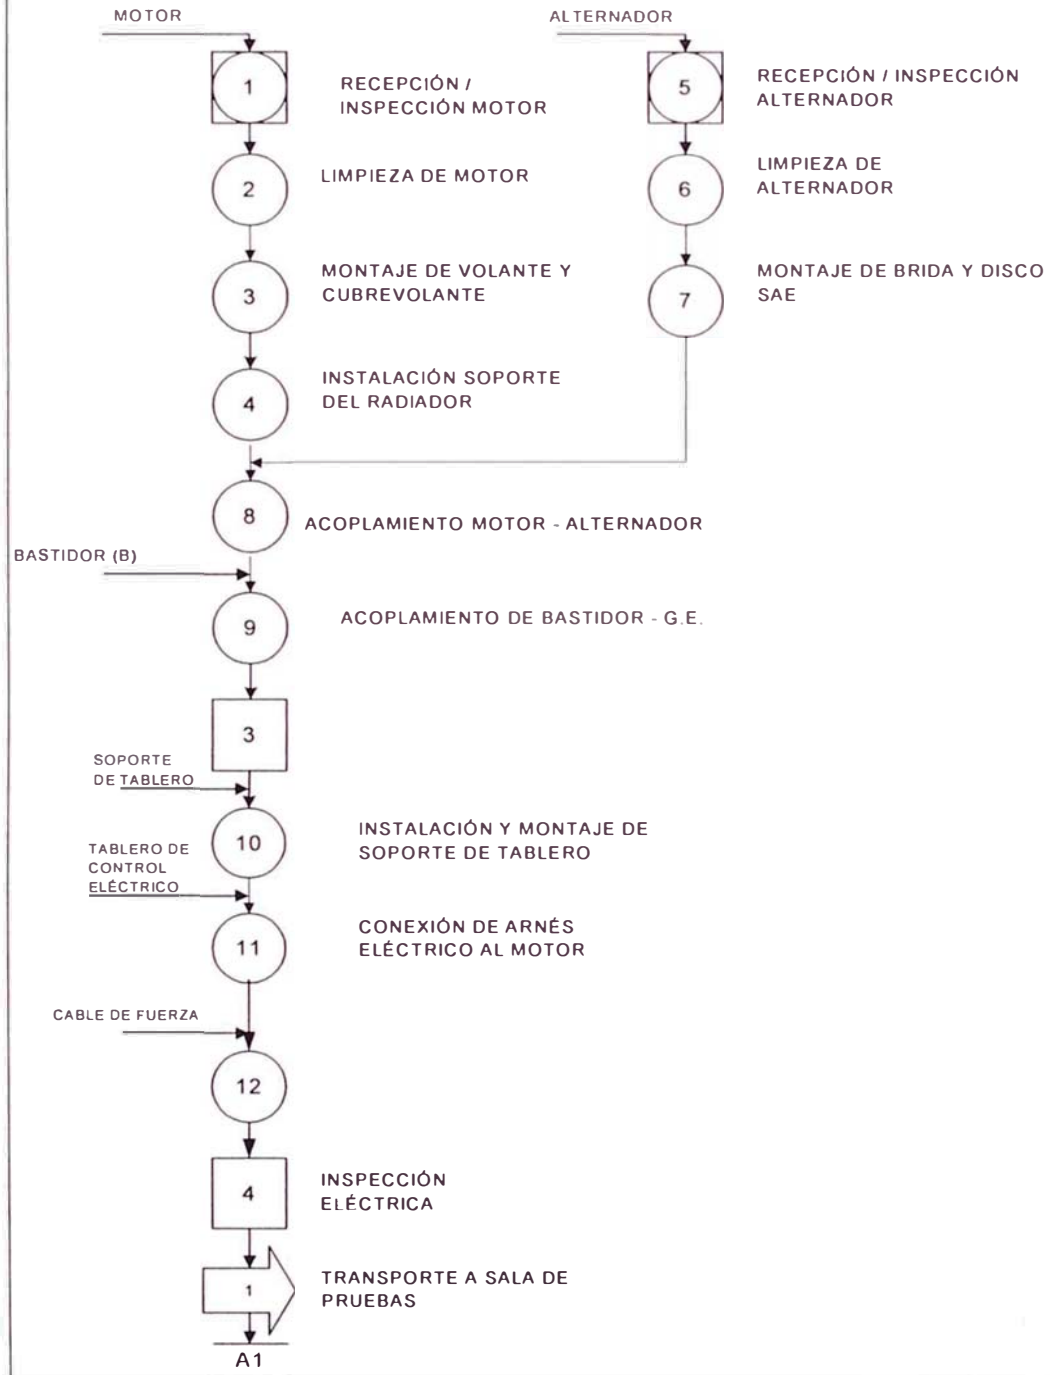 MOTOR
ALTERNADOR
1
RECEPCIÓN /
INSPECCIÓN MOTOR
5
RECEPCIÓN / INSPECCIÓN
ALTERNADOR
2
LIMPIEZA DE MOTOR
6
LIMPIEZA DE
ALTERNADOR
3
MONTAJE DE VOLANTE Y
CUBREVOLANTE
7
MONTAJE DE BRIDA Y DISCO
SAE
4
INSTALACIÓN SOPORTE
DEL RADIADOR
8
ACOPLAMIENTO MOTOR - ALTERNADOR
BASTIDOR (B)
9
ACOPLAMIENTO DE BASTIDOR - G.E.
3
SOPORTE
DE TABLERO
10
INSTALACIÓN Y MONTAJE DE
SOPORTE DE TABLERO
TABLERO DE
CONTROL
ELÉCTRICO
11
CONEXIÓN DE ARNÉS
ELÉCTRICO AL MOTOR
CABLE DE FUERZA
12
4
INSPECCIÓN
ELÉCTRICA
1
TRANSPORTE A SALA DE
PRUEBAS
A1